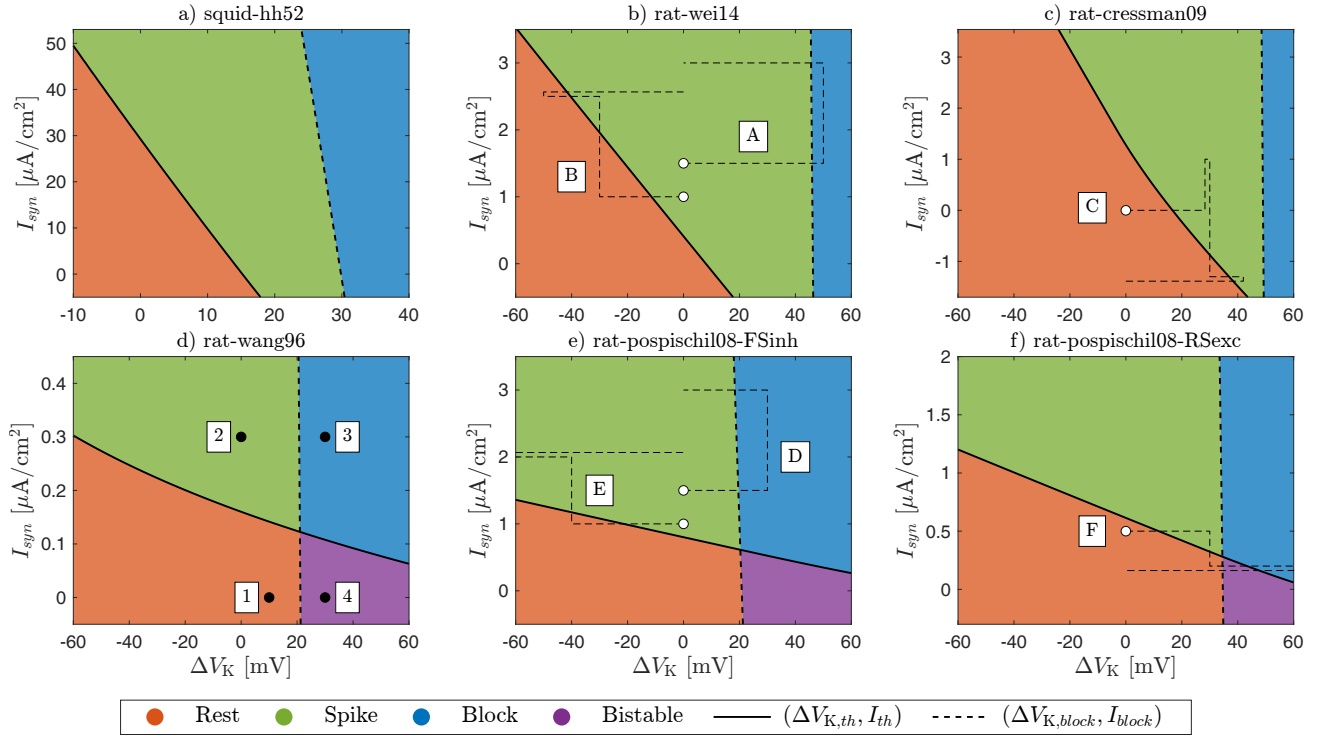 a) squid-hh52
b) rat-wei14
c) rat-cressman09
I_syn [μA/cm²]
50
40
30
20
10
0
-10 0 10 20 30 40
I_syn [μA/cm²]
3
2
1
0
A
B
-60 -40 -20 0 20 40 60
I_syn [μA/cm²]
3
2
1
0
-1
C
-60 -40 -20 0 20 40 60
d) rat-wang96
e) rat-pospischil08-FSinh
f) rat-pospischil08-RSexc
I_syn [μA/cm²]
0.4
0.3
0.2
0.1
0
2
3
1
4
-60 -40 -20 0 20 40 60
ΔV_K [mV]
I_syn [μA/cm²]
3
2
1
0
D
E
-60 -40 -20 0 20 40 60
ΔV_K [mV]
I_syn [μA/cm²]
2
1.5
1
0.5
0
F
-60 -40 -20 0 20 40 60
ΔV_K [mV]
Rest Spike Block Bistable (ΔV_K,th, I_th) (ΔV_K,block, I_block)